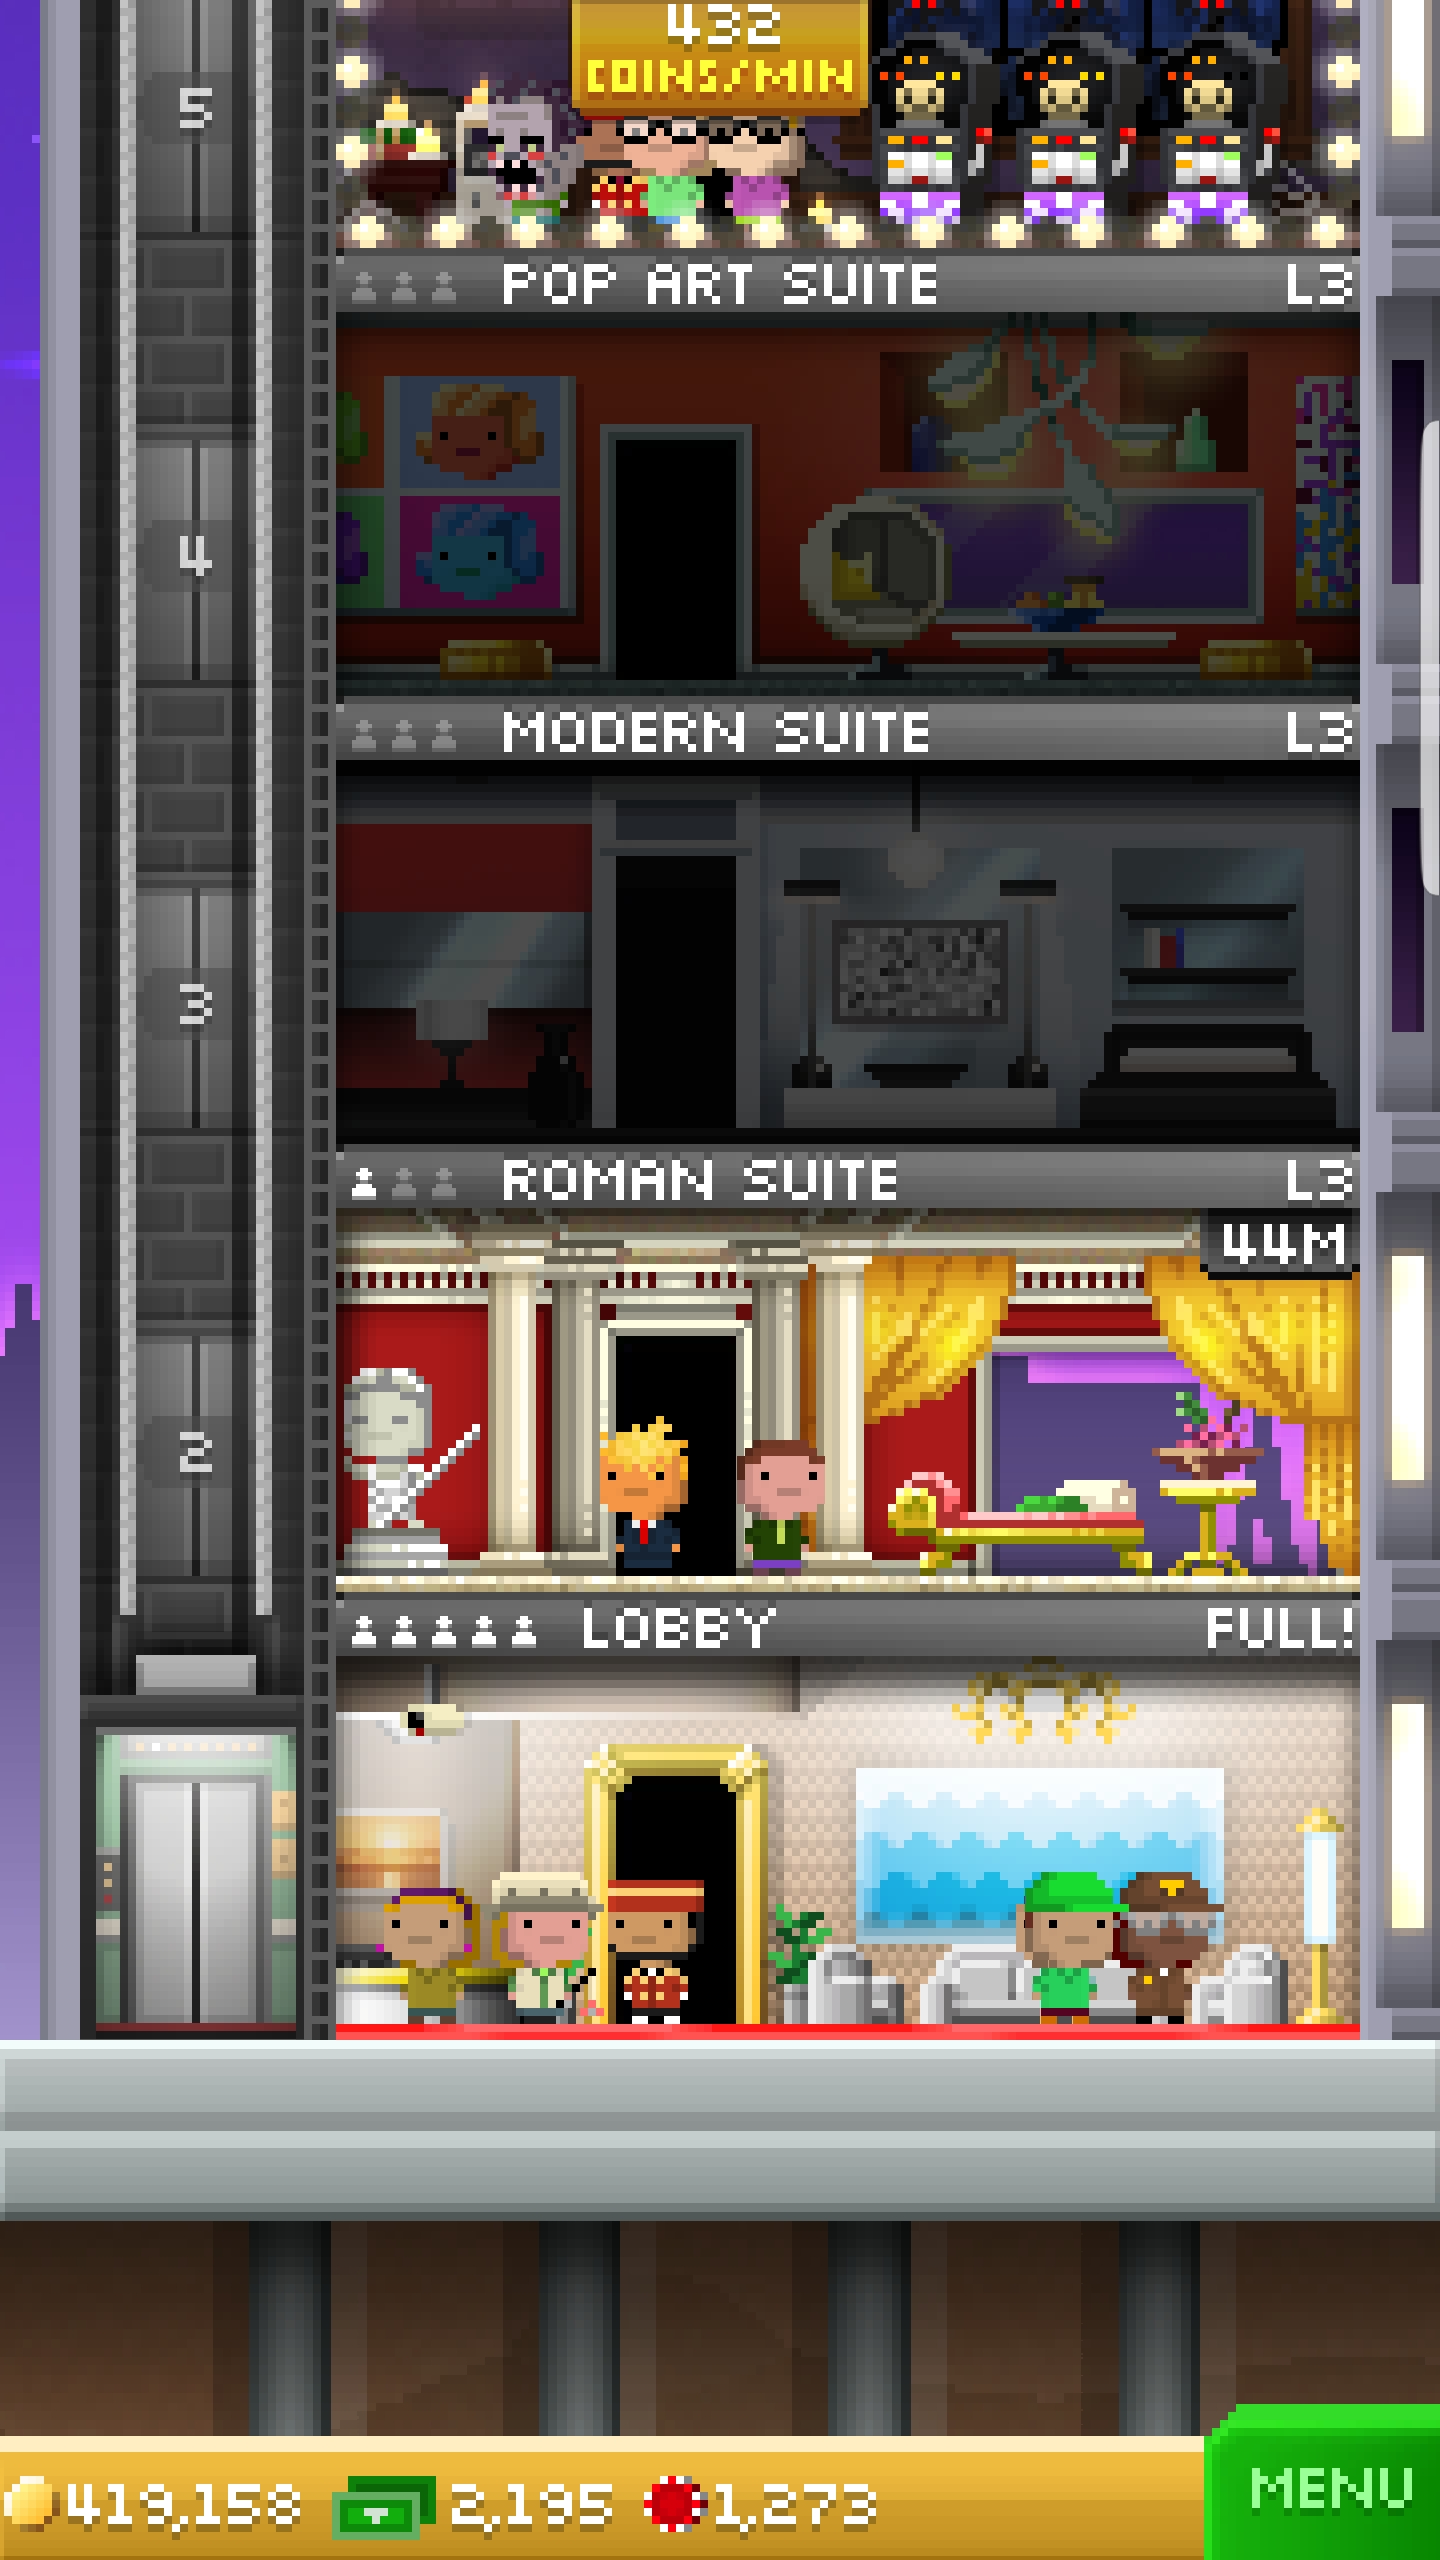 432
COINS/MIN
5
POP ART SUITE L3
4
MODERN SUITE L3
3
ROMAN SUITE L3
44M
2
LOBBY FULL!
419,158 2,195 1,273
MENU